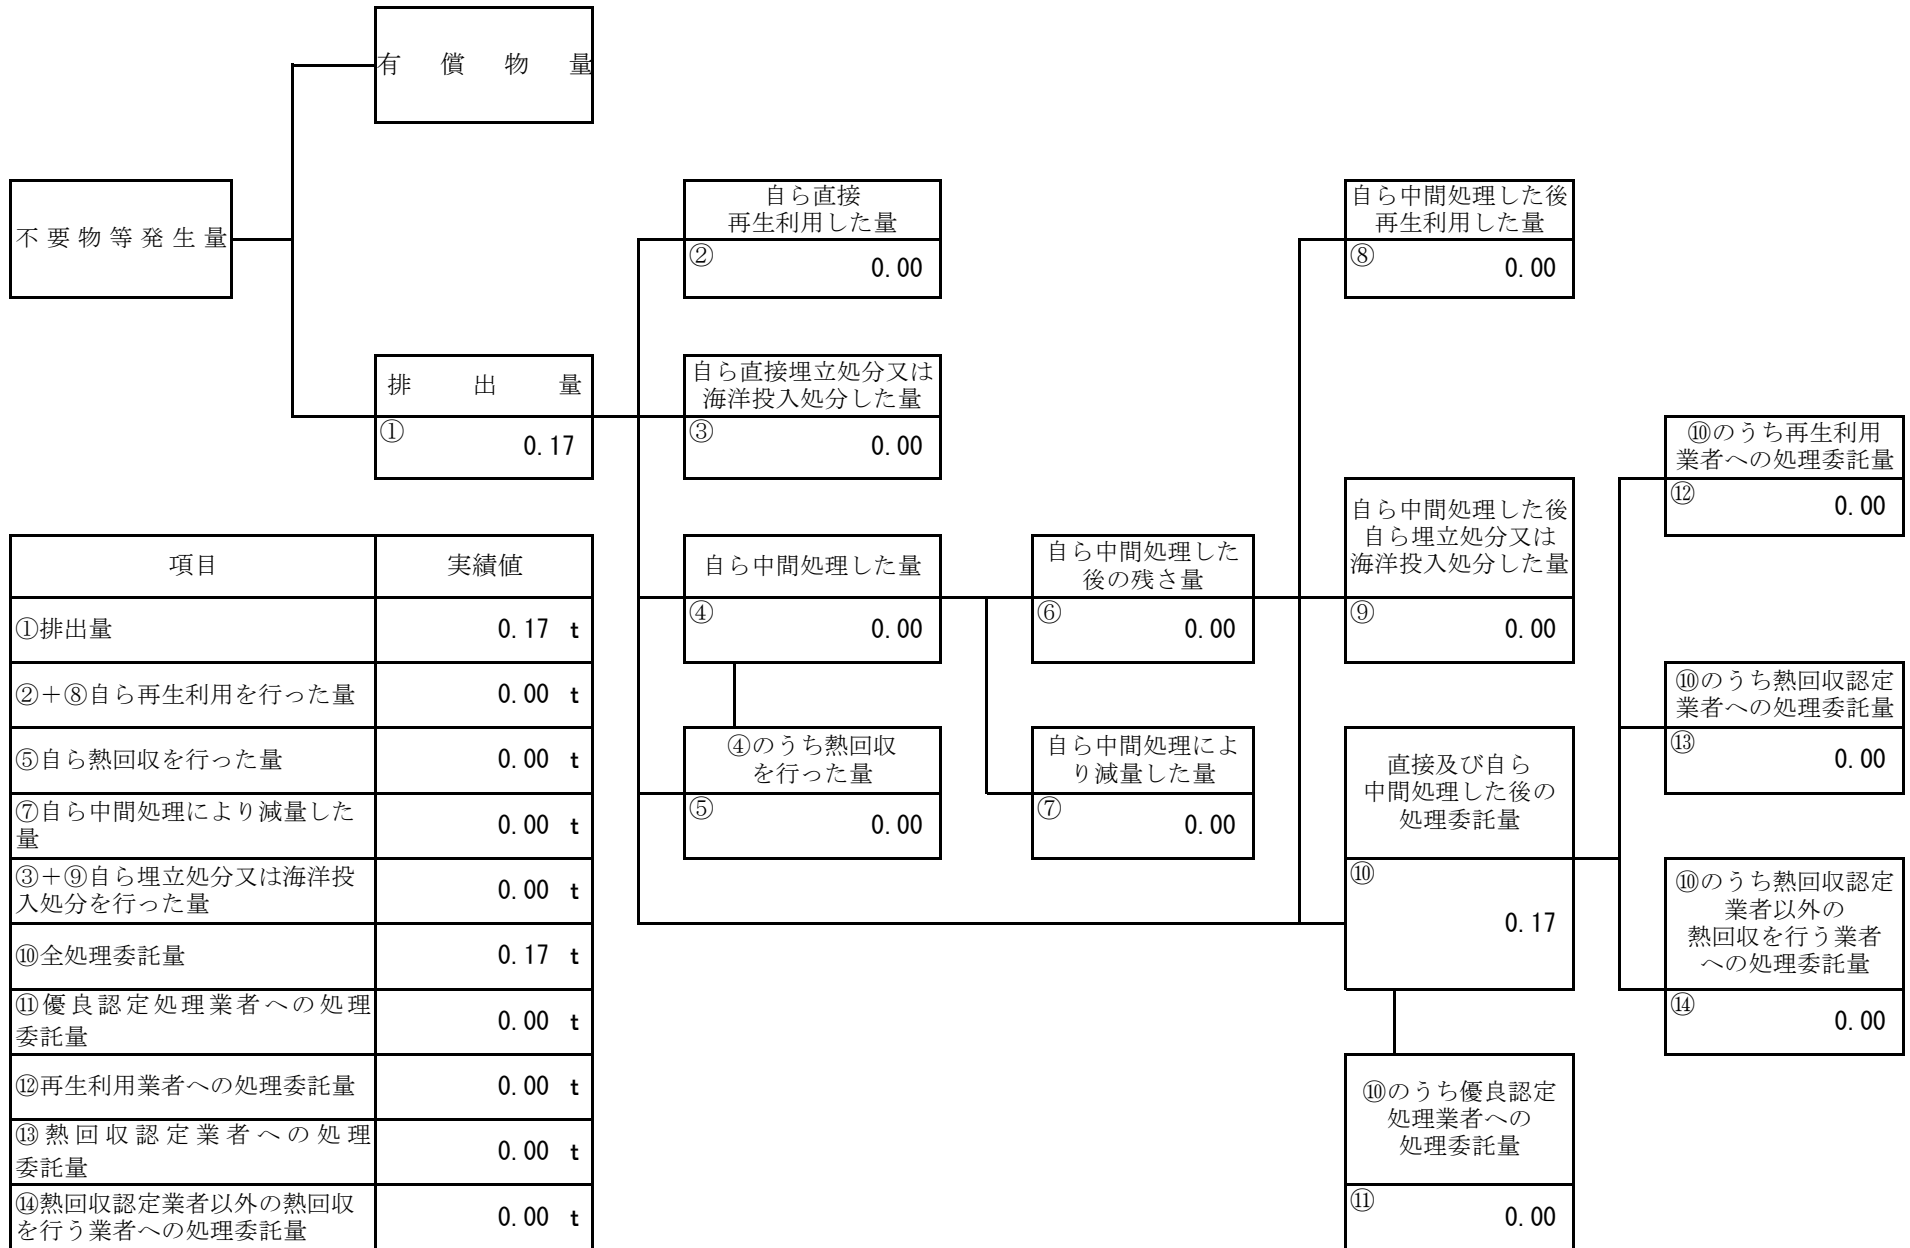 有償物量
不要物等発生量
排出量
①
0.17
自ら直接
再生利用した量
②
0.00
自ら直接埋立処分又は
海洋投入処分した量
③
0.00
自ら中間処理した量
④
0.00
④のうち熱回収
を行った量
⑤
0.00
自ら中間処理した
後の残さ量
⑥
0.00
自ら中間処理によ
り減量した量
⑦
0.00
自ら中間処理した後
再生利用した量
⑧
0.00
自ら中間処理した後
自ら埋立処分又は
海洋投入処分した量
⑨
0.00
直接及び自ら
中間処理した後の
処理委託量
⑩
0.17
⑩のうち優良認定
処理業者への
処理委託量
⑪
0.00
⑩のうち再生利用
業者への処理委託量
⑫
0.00
⑩のうち熱回収認定
業者への処理委託量
⑬
0.00
⑩のうち熱回収認定
業者以外の
熱回収を行う業者
への処理委託量
⑭
0.00
項目 実績値
①排出量 0.17 t
②+⑧自ら再生利用を行った量 0.00 t
⑤自ら熱回収を行った量 0.00 t
⑦自ら中間処理により減量した
量 0.00 t
③+⑨自ら埋立処分又は海洋投
入処分を行った量 0.00 t
⑩全処理委託量 0.17 t
⑪優良認定処理業者への処理
委託量 0.00 t
⑫再生利用業者への処理委託量 0.00 t
⑬熱回収認定業者への処理
委託量 0.00 t
⑭熱回収認定業者以外の熱回収
を行う業者への処理委託量 0.00 t